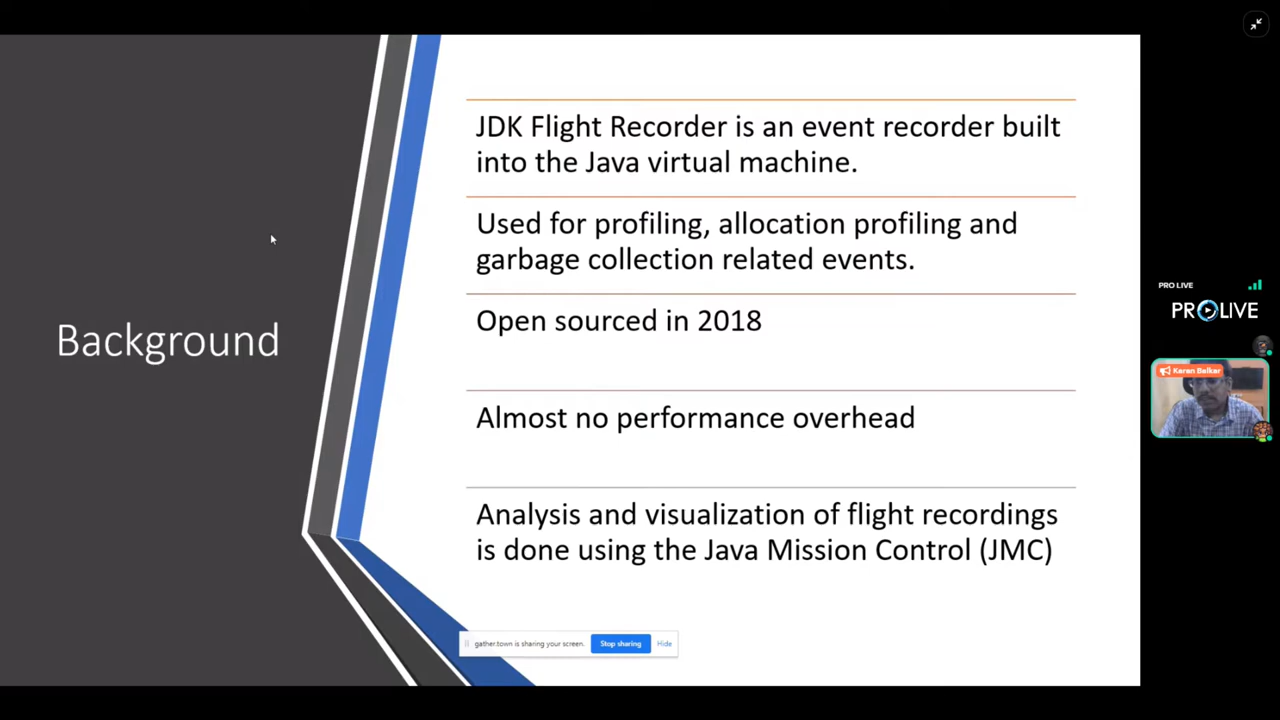 JDK Flight Recorder is an event recorder built
into the Java virtual machine.
Used for profiling, allocation profiling and
garbage collection related events.
Background
Open sourced in 2018
Almost no performance overhead
Analysis and visualization of flight recordings
is done using the Java Mission Control (JMC)
gather.town is sharing your screen. Stop sharing Hide
PRO LIVE
PROLIVE
Karan Belkar